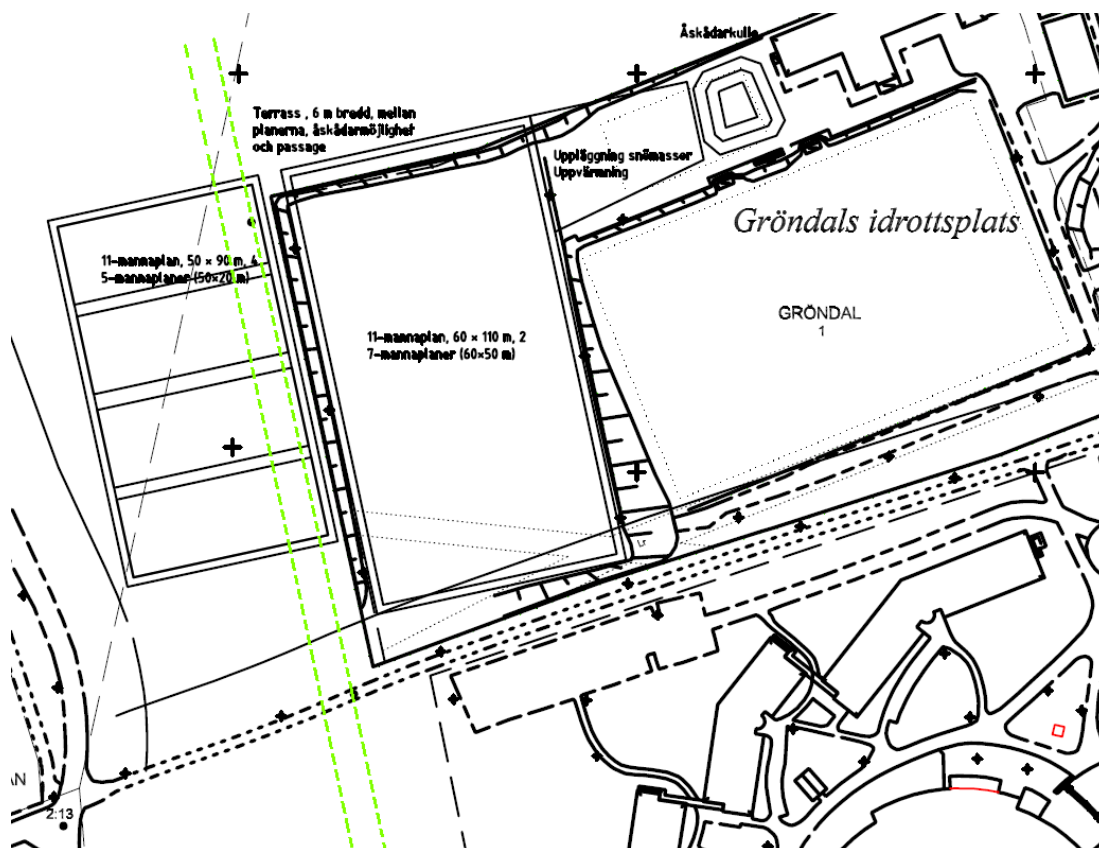 Åskådarkulle
Terrass , 6 m bredd, mellan
planerna, åskådarmöjlighet
och passage
Uppläggning snömassor
Uppvärmning
Gröndals idrottsplats
11-mannaplan, 50 × 90 m, 4
5-mannaplaner (50×20 m)
GRÖNDAL
1
11-mannaplan, 60 × 110 m, 2
7-mannaplaner (60×50 m)
Lr
AN
2:13